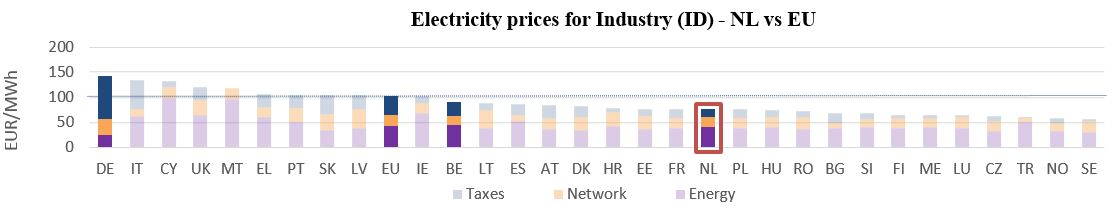 Electricity prices for Industry (ID) - NL vs EU
EUR/MWh
200
150
100
50
0
DE IT CY UK MT EL PT SK LV EU IE BE LT ES AT DK HR EE FR NL PL HU RO BG SI FI ME LU CZ TR NO SE
Taxes Network Energy